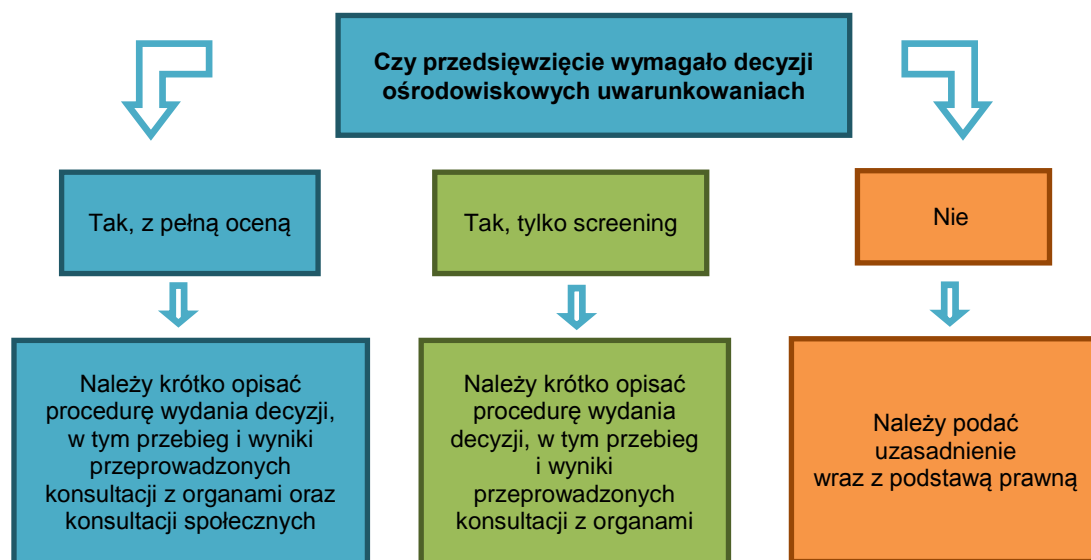 Czy przedsięwzięcie wymagało decyzji
ośrodowiskowych uwarunkowaniach
Tak, z pełną oceną
Tak, tylko screening
Nie
Należy krótko opisać
procedurę wydania decyzji,
w tym przebieg i wyniki
przeprowadzonych
konsultacji z organami oraz
konsultacji społecznych
Należy krótko opisać
procedurę wydania
decyzji, w tym przebieg
i wyniki
przeprowadzonych
konsultacji z organami
Należy podać
uzasadnienie
wraz z podstawą prawną